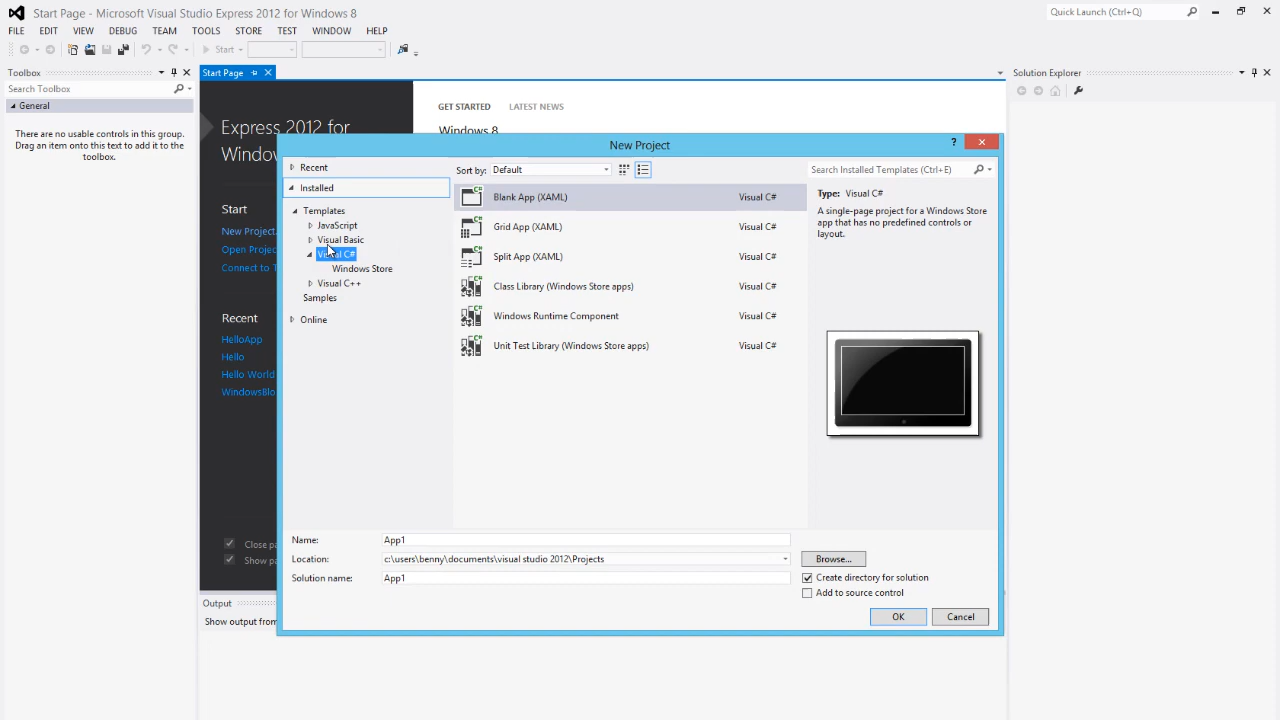 Start Page - Microsoft Visual Studio Express 2012 for Windows 8
Quick Launch (Ctrl+Q)
FILE EDIT VIEW DEBUG TEAM TOOLS STORE TEST WINDOW HELP
Start
Toolbox
Start Page
Solution Explorer
Search Toolbox
General
There are no usable controls in this group.
Drag an item onto this text to add it to the
toolbox.
GET STARTED LATEST NEWS
Express 2012 for
Windows 8
Start
New Project
Open Projec
Connect to T
Recent
HelloApp
Hello
Hello World
WindowsBlo
Close pa
Show pa
Output
Show output from
New Project
?
Recent
Installed
Templates
JavaScript
Visual Basic
Visual C#
Windows Store
Visual C++
Samples
Online
Sort by: Default
Search Installed Templates (Ctrl+E)
Blank App (XAML) Visual C#
Grid App (XAML) Visual C#
Split App (XAML) Visual C#
Class Library (Windows Store apps) Visual C#
Windows Runtime Component Visual C#
Unit Test Library (Windows Store apps) Visual C#
Type: Visual C#
A single-page project for a Windows Store
app that has no predefined controls or
layout.
Name: App1
Location: c:\users\benny\documents\visual studio 2012\Projects
Browse...
Solution name: App1
Create directory for solution
Add to source control
OK Cancel